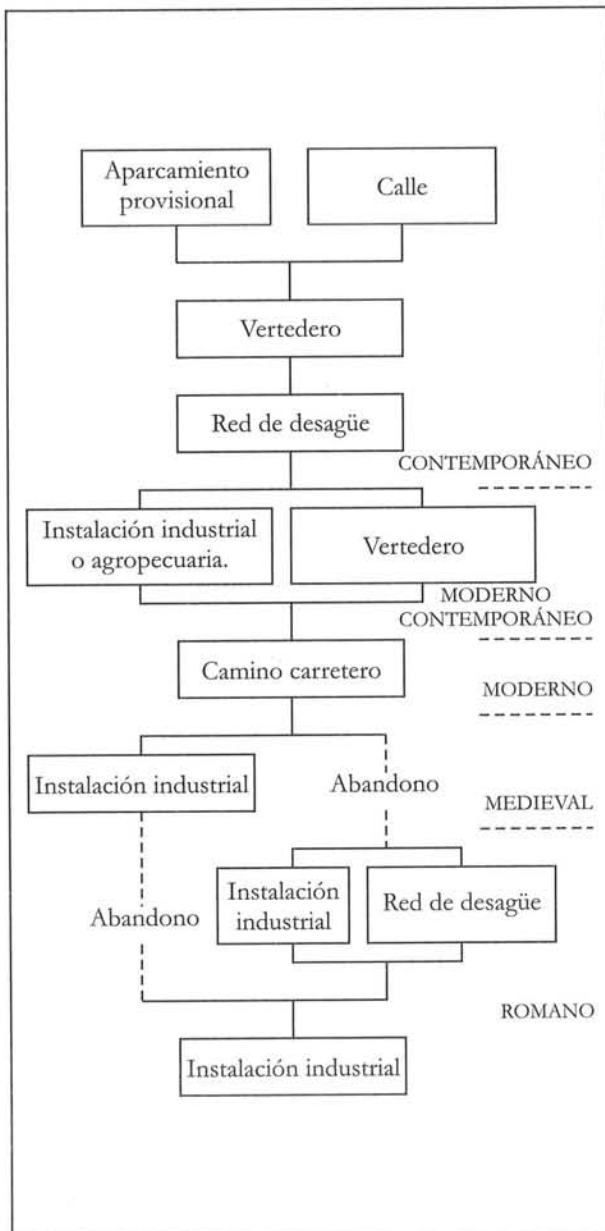 Aparcamiento
provisional
Calle
Vertedero
Red de desagüe
CONTEMPORÁNEO
Instalación industrial
o agropecuaria.
Vertedero
MODERNO
CONTEMPORÁNEO
Camino carretero
MODERNO
Instalación industrial
Abandono
MEDIEVAL
Instalación
industrial
Red de desagüe
Abandono
ROMANO
Instalación industrial